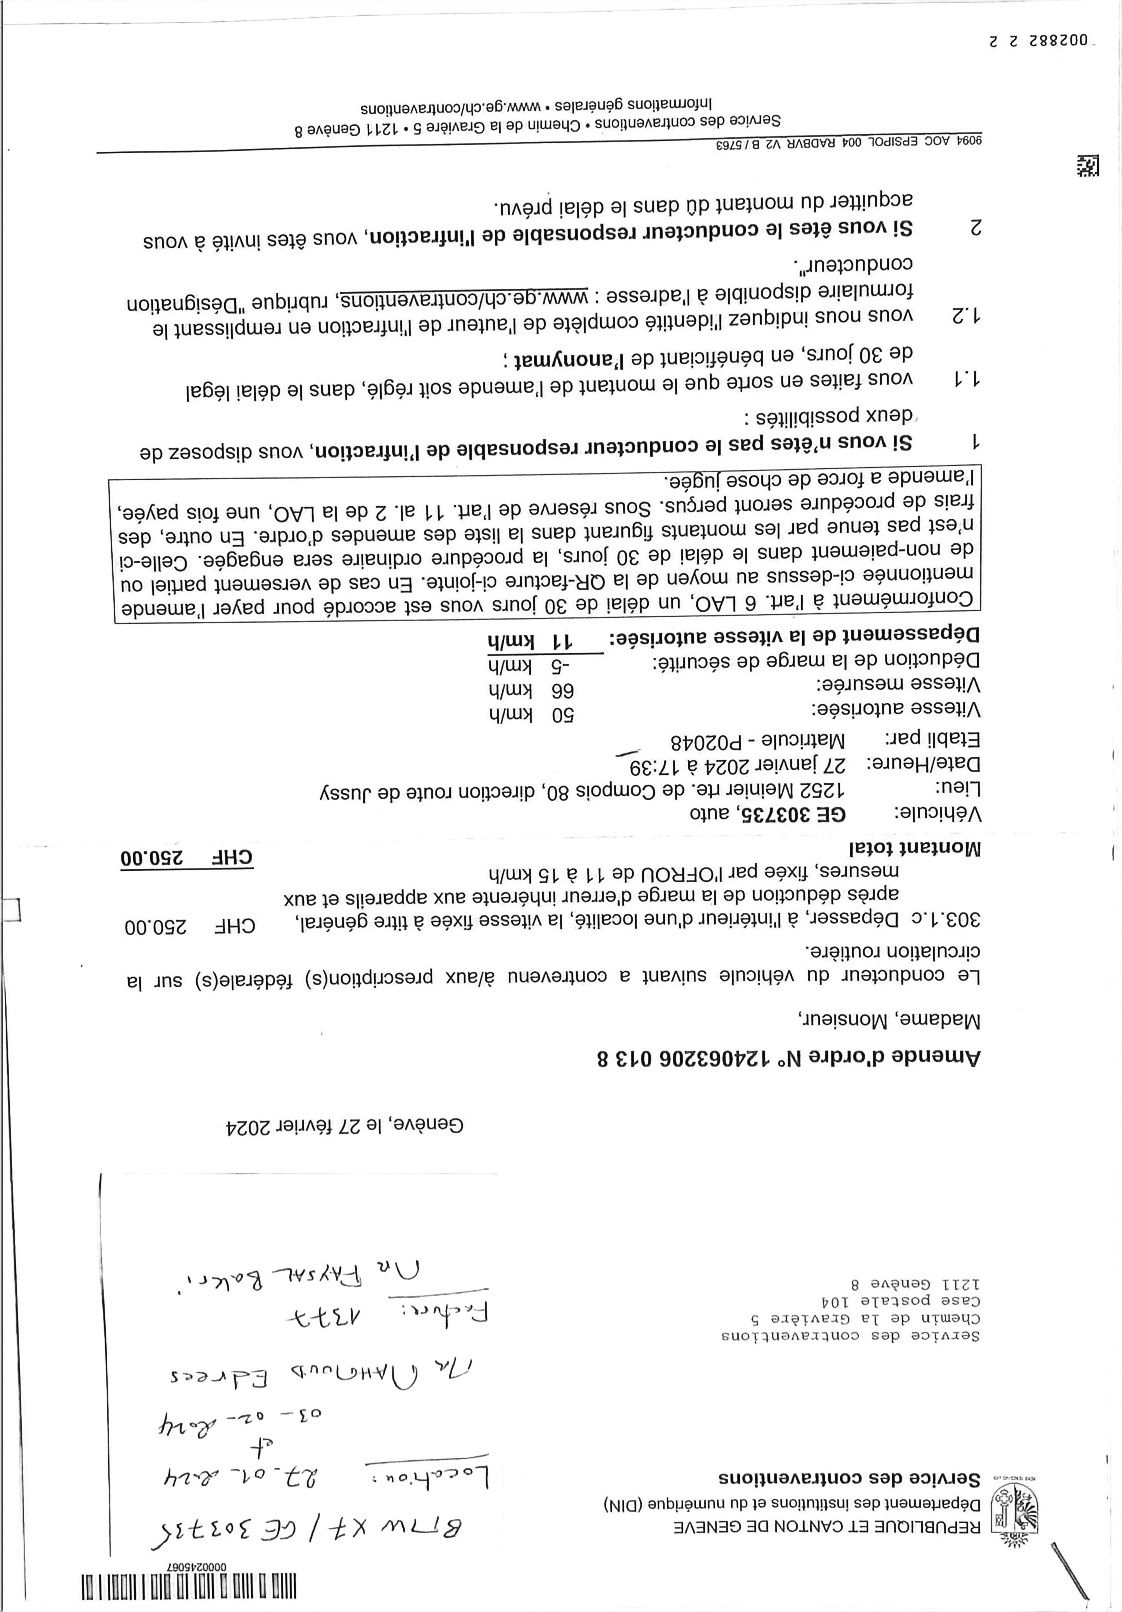 0000245067
REPUBLIQUE ET CANTON DE GENEVE
Département des institutions et du numérique (DIN)
Service des contraventions
BMW X7 / GE 303735
Location : 27-01-2024
et
03-02-2024
Mr MAHMOUD Edrees
Facture : 1377
Mr FAYSAL Bakri
Service des contraventions
Chemin de la Gravière 5
Case postale 104
1211 Genève 8
Genève, le 27 février 2024
Amende d'ordre N° 124063206 013 8
Madame, Monsieur,
Le conducteur du véhicule suivant a contrevenu à/aux prescription(s) fédérale(s) sur la
circulation routière.
303.1.c Dépasser, à l'intérieur d'une localité, la vitesse fixée à titre général, CHF 250.00
après déduction de la marge d'erreur inhérente aux appareils et aux
mesures, fixée par l'OFROU de 11 à 15 km/h
Montant total CHF 250.00
Véhicule: GE 303735, auto
Lieu: 1252 Meinier rte. de Compois 80, direction route de Jussy
Date/Heure: 27 janvier 2024 à 17:39
Etabli par: Matricule - P02048
Vitesse autorisée: 50 km/h
Vitesse mesurée: 66 km/h
Déduction de la marge de sécurité: -5 km/h
Dépassement de la vitesse autorisée: 11 km/h
Conformément à l'art. 6 LAO, un délai de 30 jours vous est accordé pour payer l'amende
mentionnée ci-dessus au moyen de la QR-facture ci-jointe. En cas de versement partiel ou
de non-paiement dans le délai de 30 jours, la procédure ordinaire sera engagée. Celle-ci
n'est pas tenue par les montants figurant dans la liste des amendes d'ordre. En outre, des
frais de procédure seront perçus. Sous réserve de l'art. 11 al. 2 de la LAO, une fois payée,
l'amende a force de chose jugée.
1 Si vous n'êtes pas le conducteur responsable de l'infraction, vous disposez de
deux possibilités :
1.1 vous faites en sorte que le montant de l'amende soit réglé, dans le délai légal
de 30 jours, en bénéficiant de l'anonymat ;
1.2 vous nous indiquez l'identité complète de l'auteur de l'infraction en remplissant le
formulaire disponible à l'adresse : www.ge.ch/contraventions, rubrique "Désignation
conducteur".
2 Si vous êtes le conducteur responsable de l'infraction, vous êtes invité à vous
acquitter du montant dû dans le délai prévu.
9094 AOC EPSIPOL 004 RADBVR V2 B / 5763
Service des contraventions • Chemin de la Gravière 5 • 1211 Genève 8
Informations générales • www.ge.ch/contraventions
002882 2 2